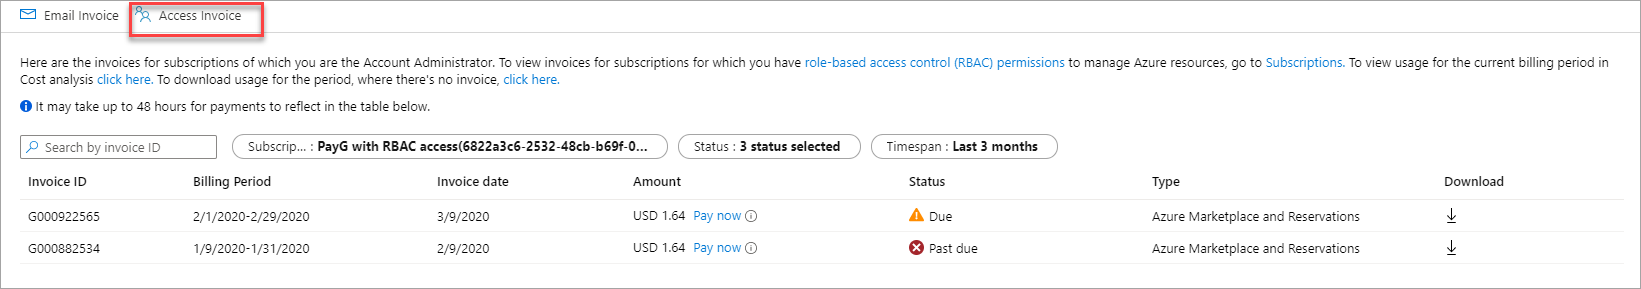 Email Invoice Access Invoice
Here are the invoices for subscriptions of which you are the Account Administrator. To view invoices for subscriptions for which you have role-based access control (RBAC) permissions to manage Azure resources, go to Subscriptions. To view usage for the current billing period in
Cost analysis click here. To download usage for the period, where there's no invoice, click here.
It may take up to 48 hours for payments to reflect in the table below.
Search by invoice ID Subscrip... : PayG with RBAC access(6822a3c6-2532-48cb-b69f-0... Status : 3 status selected Timespan : Last 3 months
Invoice ID Billing Period Invoice date Amount Status Type Download
G000922565 2/1/2020-2/29/2020 3/9/2020 USD 1.64 Pay now Due Azure Marketplace and Reservations
G000882534 1/9/2020-1/31/2020 2/9/2020 USD 1.64 Pay now Past due Azure Marketplace and Reservations